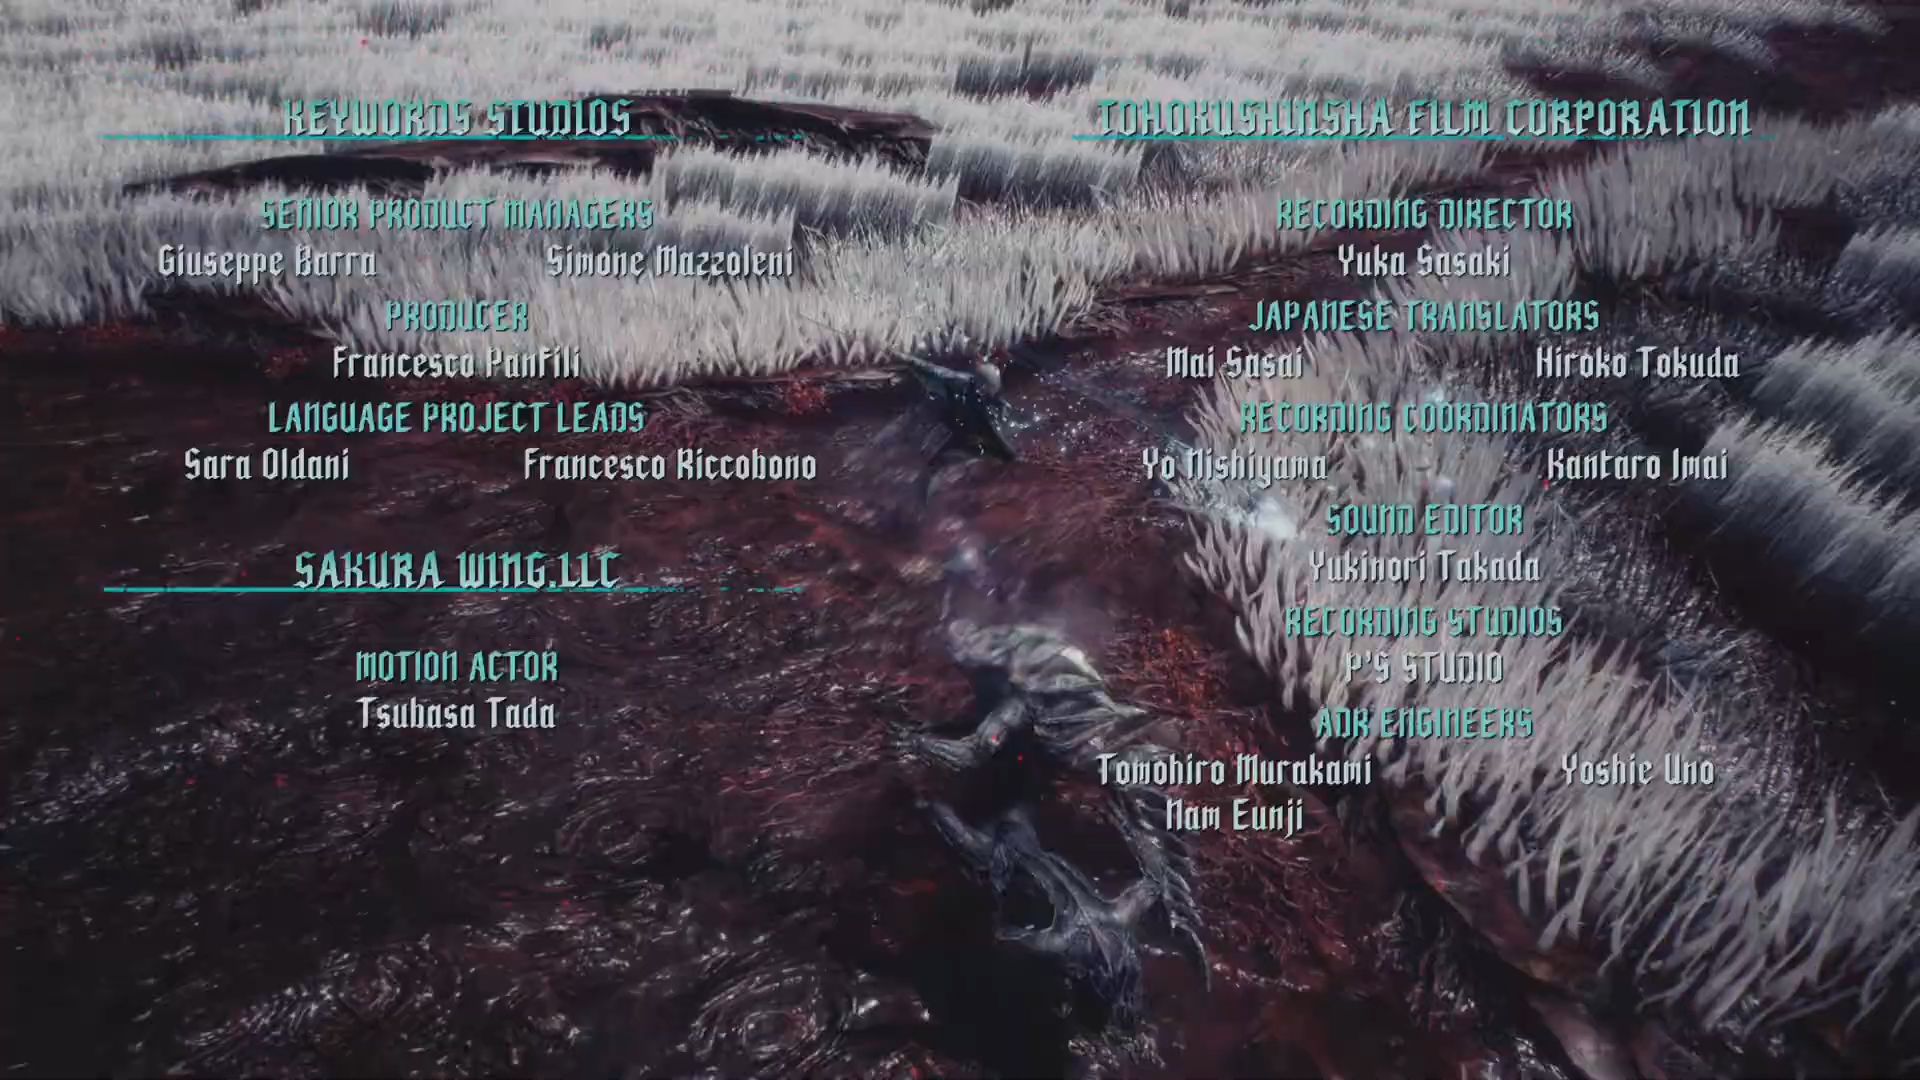 KEYWORDS STUDIOS
SENIOR PRODUCT MANAGERS
Giuseppe Barra Simone Mazzoleni
PRODUCER
Francesco Panfili
LANGUAGE PROJECT LEADS
Sara Oldani Francesco Riccobono
SAKURA WING.LLC
MOTION ACTOR
Tsubasa Tada
TOHOKUSHINSHA FILM CORPORATION
RECORDING DIRECTOR
Yuka Sasaki
JAPANESE TRANSLATORS
Mai Sasai Hiroko Tokuda
RECORDING COORDINATORS
Yo Nishiyama Kantaro Imai
SOUND EDITOR
Yukinori Takada
RECORDING STUDIOS
P'S STUDIO
ADR ENGINEERS
Tomohiro Murakami Yoshie Uno
Nam Eunji